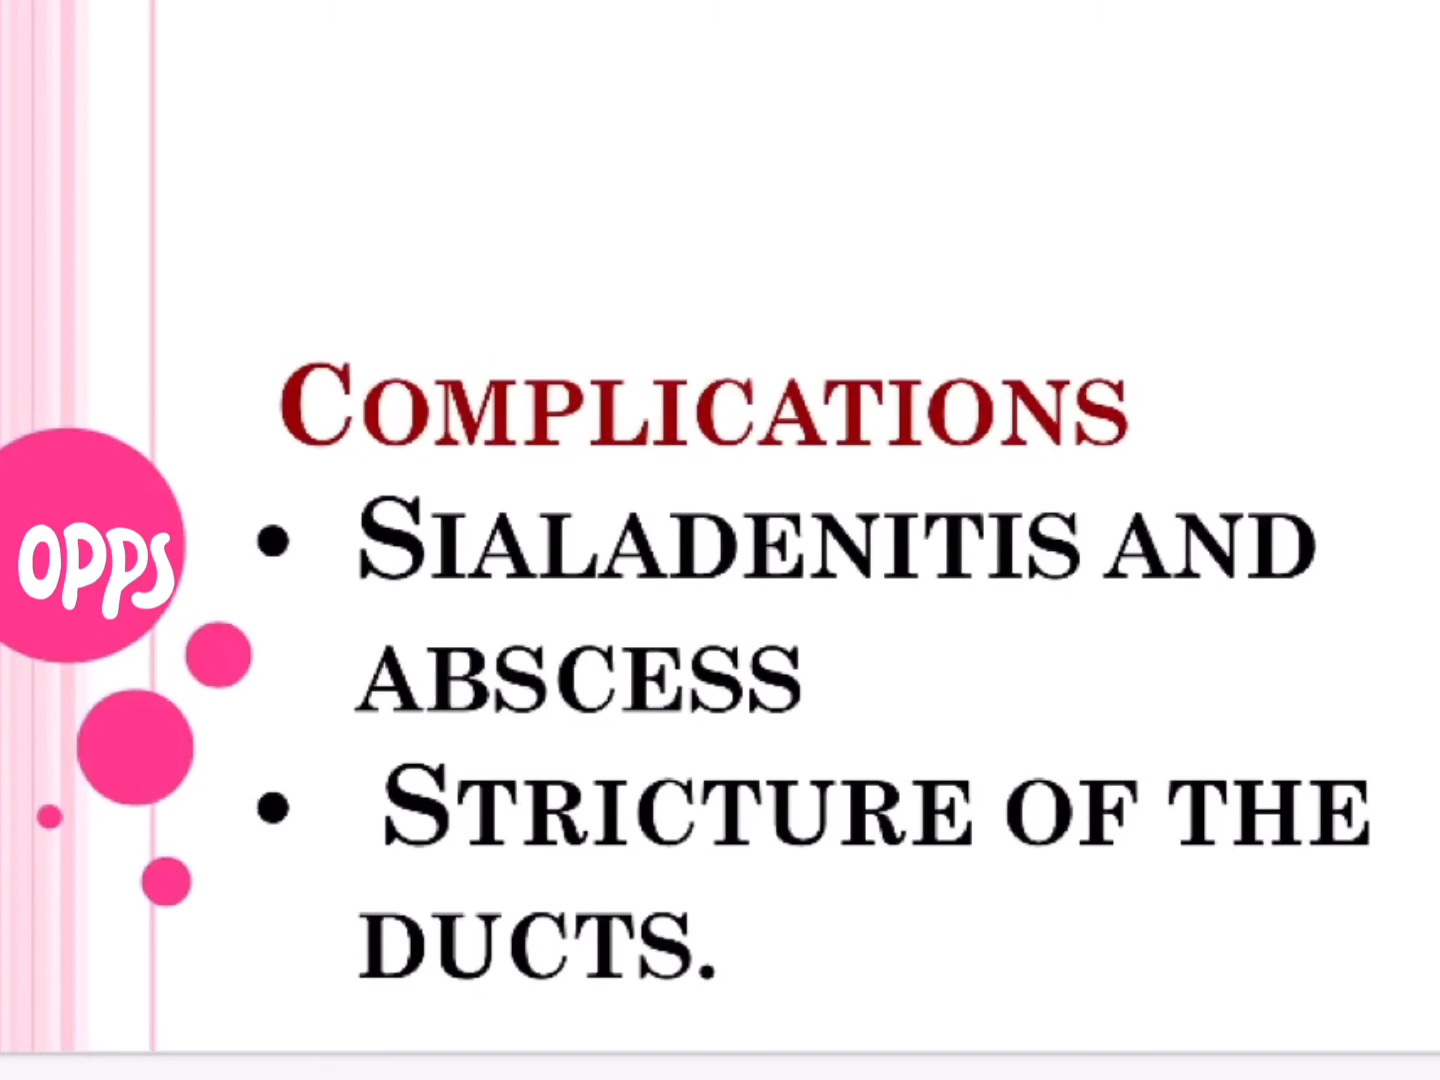 COMPLICATIONS
• SIALADENITIS AND
ABSCESS
• STRICTURE OF THE
DUCTS.
OPPS